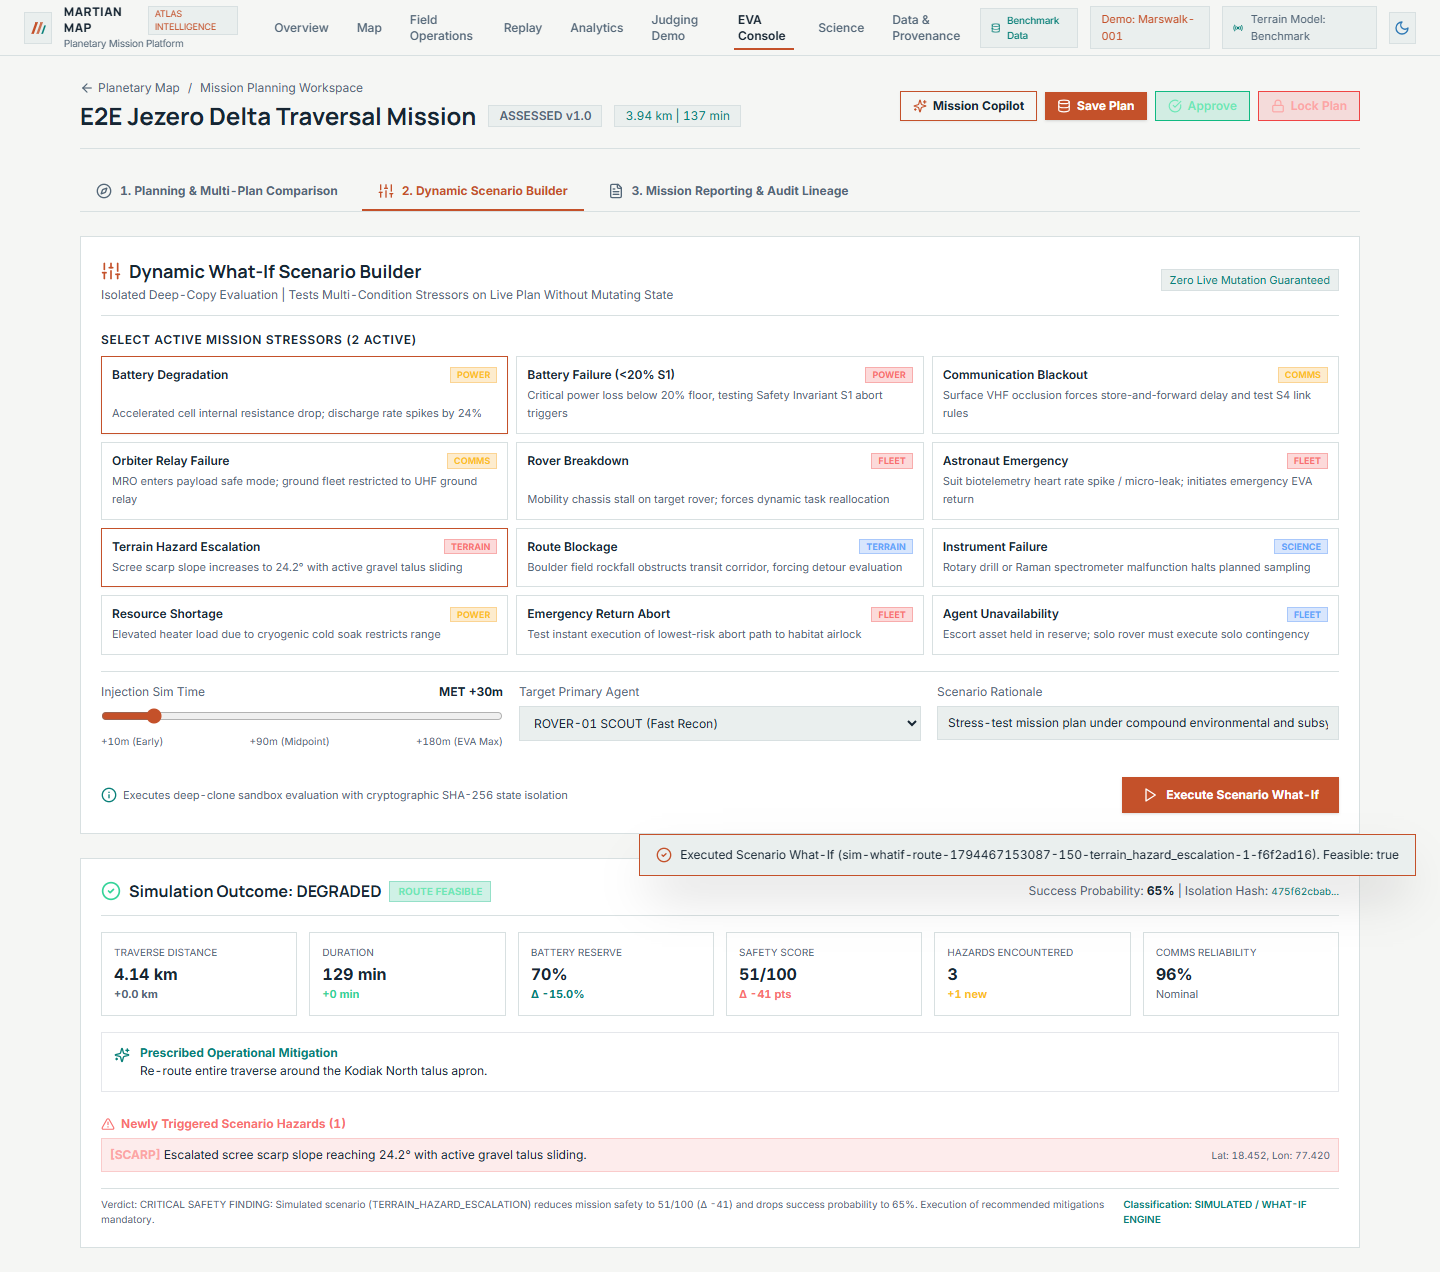 MARTIAN MAP
ATLAS INTELLIGENCE
Planetary Mission Platform
Overview
Map
Field Operations
Replay
Analytics
Judging Demo
EVA Console
Science
Data & Provenance
Benchmark Data
Demo: Marswalk-001
Terrain Model: Benchmark
Planetary Map / Mission Planning Workspace
E2E Jezero Delta Traversal Mission
ASSESSED v1.0
3.94 km | 137 min
Mission Copilot
Save Plan
Approve
Lock Plan
1. Planning & Multi-Plan Comparison
2. Dynamic Scenario Builder
3. Mission Reporting & Audit Lineage
Dynamic What-If Scenario Builder
Isolated Deep-Copy Evaluation | Tests Multi-Condition Stressors on Live Plan Without Mutating State
Zero Live Mutation Guaranteed
SELECT ACTIVE MISSION STRESSORS (2 ACTIVE)
Battery Degradation
POWER
Accelerated cell internal resistance drop; discharge rate spikes by 24%
Battery Failure (<20% S1)
POWER
Critical power loss below 20% floor, testing Safety Invariant S1 abort
triggers
Communication Blackout
COMMS
Surface VHF occlusion forces store-and-forward delay and test S4 link
rules
Orbiter Relay Failure
COMMS
MRO enters payload safe mode; ground fleet restricted to UHF ground
relay
Rover Breakdown
FLEET
Mobility chassis stall on target rover; forces dynamic task reallocation
Astronaut Emergency
FLEET
Suit biotelemetry heart rate spike / micro-leak; initiates emergency EVA
return
Terrain Hazard Escalation
TERRAIN
Scree scarp slope increases to 24.2° with active gravel talus sliding
Route Blockage
TERRAIN
Boulder field rockfall obstructs transit corridor, forcing detour evaluation
Instrument Failure
SCIENCE
Rotary drill or Raman spectrometer malfunction halts planned sampling
Resource Shortage
POWER
Elevated heater load due to cryogenic cold soak restricts range
Emergency Return Abort
FLEET
Test instant execution of lowest-risk abort path to habitat airlock
Agent Unavailability
FLEET
Escort asset held in reserve; solo rover must execute solo contingency
Injection Sim Time
MET +30m
+10m (Early)
+90m (Midpoint)
+180m (EVA Max)
Target Primary Agent
ROVER-01 SCOUT (Fast Recon)
Scenario Rationale
Stress-test mission plan under compound environmental and subsy
Executes deep-clone sandbox evaluation with cryptographic SHA-256 state isolation
Execute Scenario What-If
Executed Scenario What-If (sim-whatif-route-1794467153087-150-terrain_hazard_escalation-1-f6f2ad16). Feasible: true
Simulation Outcome: DEGRADED
ROUTE FEASIBLE
Success Probability: 65% | Isolation Hash: 475f62cbab...
TRAVERSE DISTANCE
4.14 km
+0.0 km
DURATION
129 min
+0 min
BATTERY RESERVE
70%
Δ -15.0%
SAFETY SCORE
51/100
Δ -41 pts
HAZARDS ENCOUNTERED
3
+1 new
COMMS RELIABILITY
96%
Nominal
Prescribed Operational Mitigation
Re-route entire traverse around the Kodiak North talus apron.
Newly Triggered Scenario Hazards (1)
[SCARP] Escalated scree scarp slope reaching 24.2° with active gravel talus sliding.
Lat: 18.452, Lon: 77.420
Verdict: CRITICAL SAFETY FINDING: Simulated scenario (TERRAIN_HAZARD_ESCALATION) reduces mission safety to 51/100 (Δ -41) and drops success probability to 65%. Execution of recommended mitigations
mandatory.
Classification: SIMULATED / WHAT-IF
ENGINE